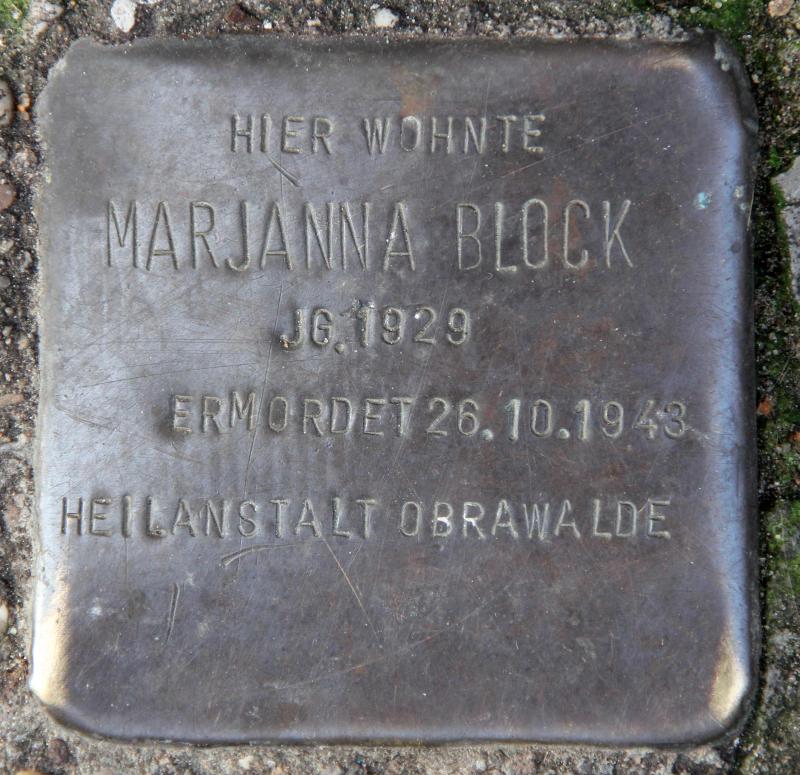 HIER WOHNTE
MARJANNA BLOCK
JG. 1929
ERMORDET 26.10.1943
HEILANSTALT OBRAWALDE